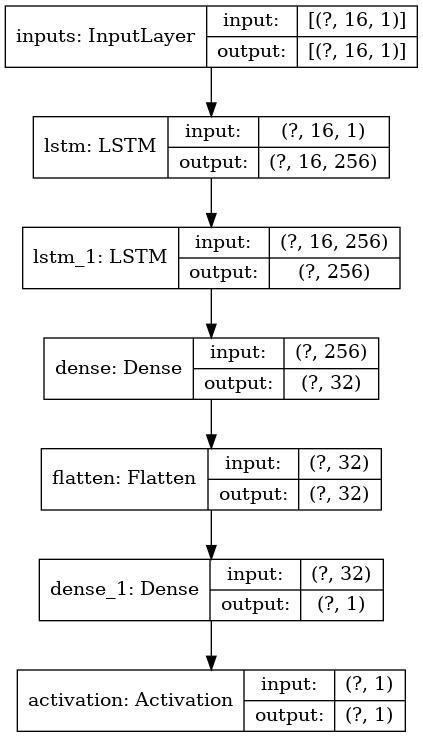 inputs: InputLayer
input: [(?, 16, 1)]
output: [(?, 16, 1)]
lstm: LSTM
input: (?, 16, 1)
output: (?, 16, 256)
lstm_1: LSTM
input: (?, 16, 256)
output: (?, 256)
dense: Dense
input: (?, 256)
output: (?, 32)
flatten: Flatten
input: (?, 32)
output: (?, 32)
dense_1: Dense
input: (?, 32)
output: (?, 1)
activation: Activation
input: (?, 1)
output: (?, 1)